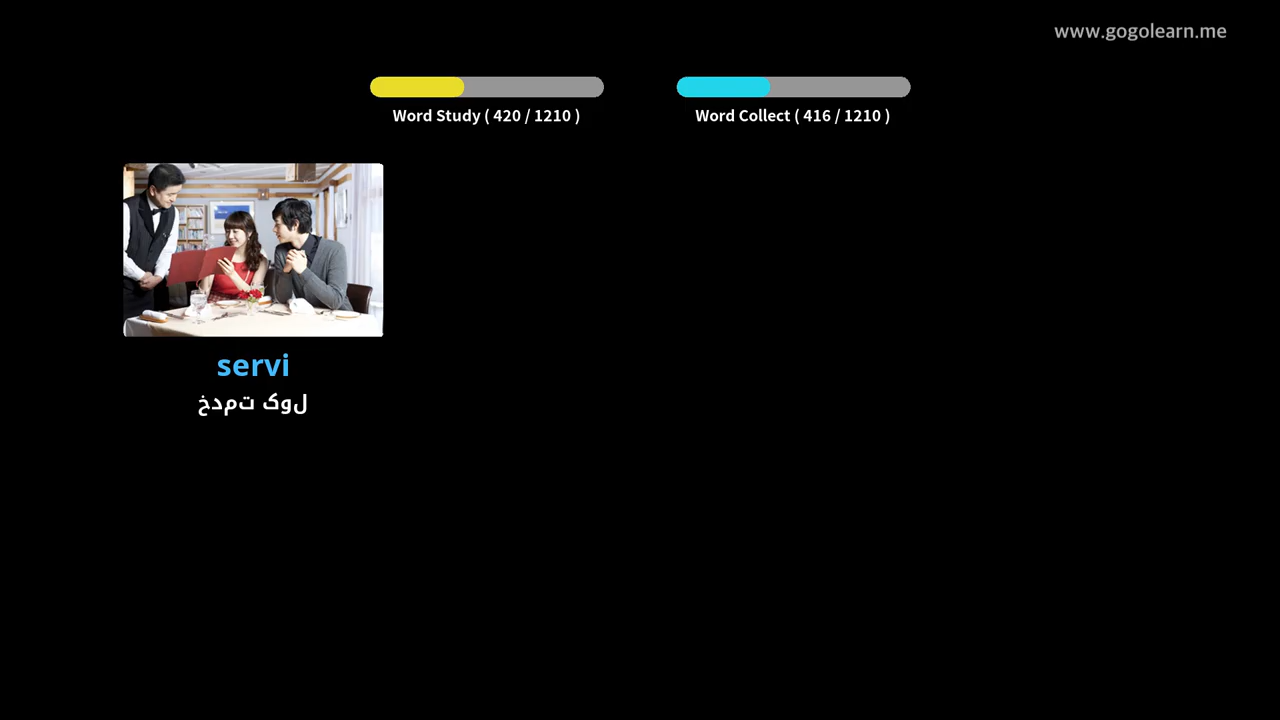 www.gogolearn.me
Word Study ( 420 / 1210 )
Word Collect ( 416 / 1210 )
servi
خدمت کول